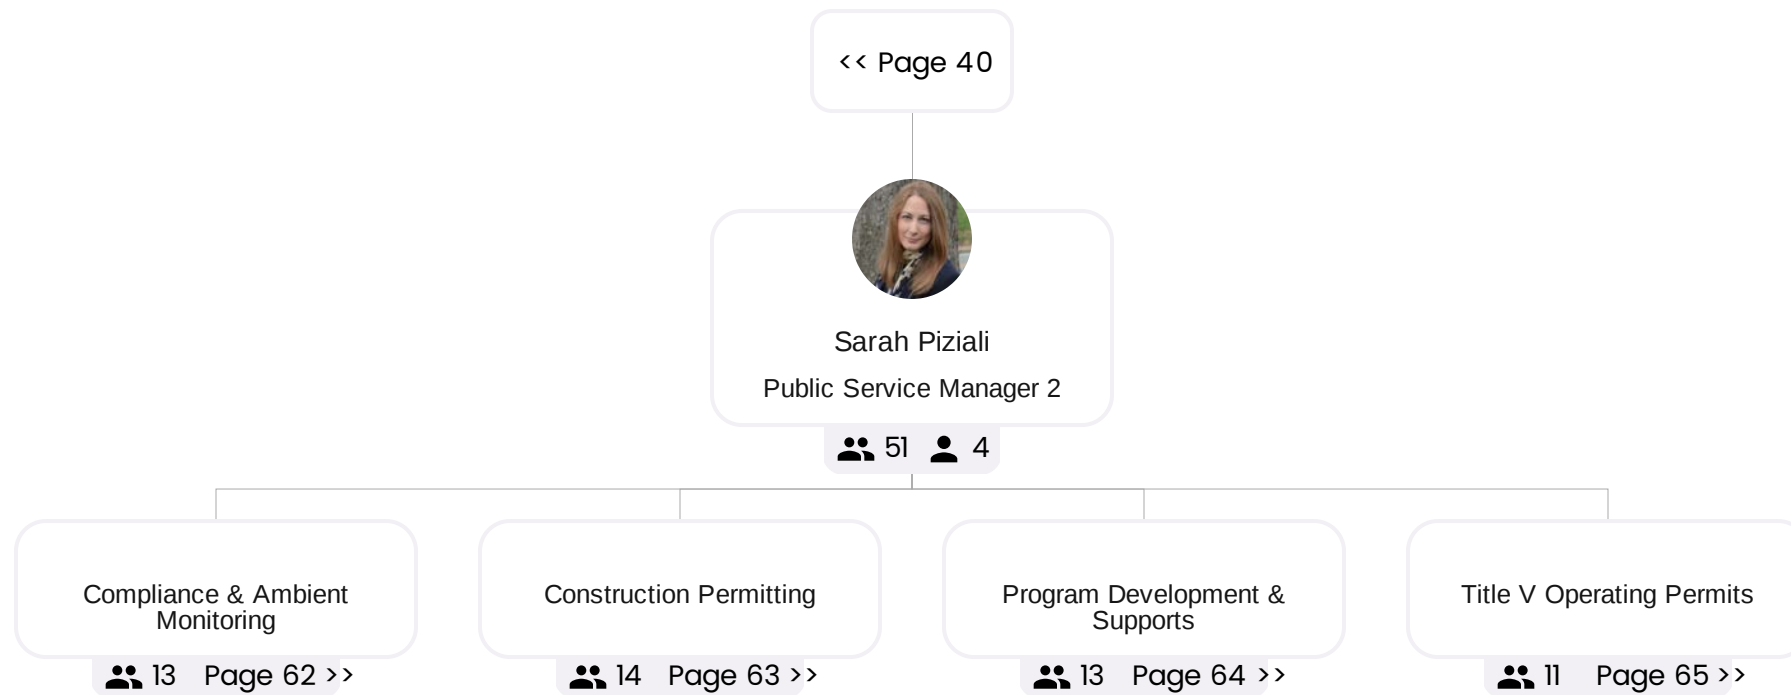 << Page 40
Sarah Piziali
Public Service Manager 2
51 4
Compliance & Ambient
Monitoring
13 Page 62 >>
Construction Permitting
14 Page 63 >>
Program Development &
Supports
13 Page 64 >>
Title V Operating Permits
11 Page 65 >>